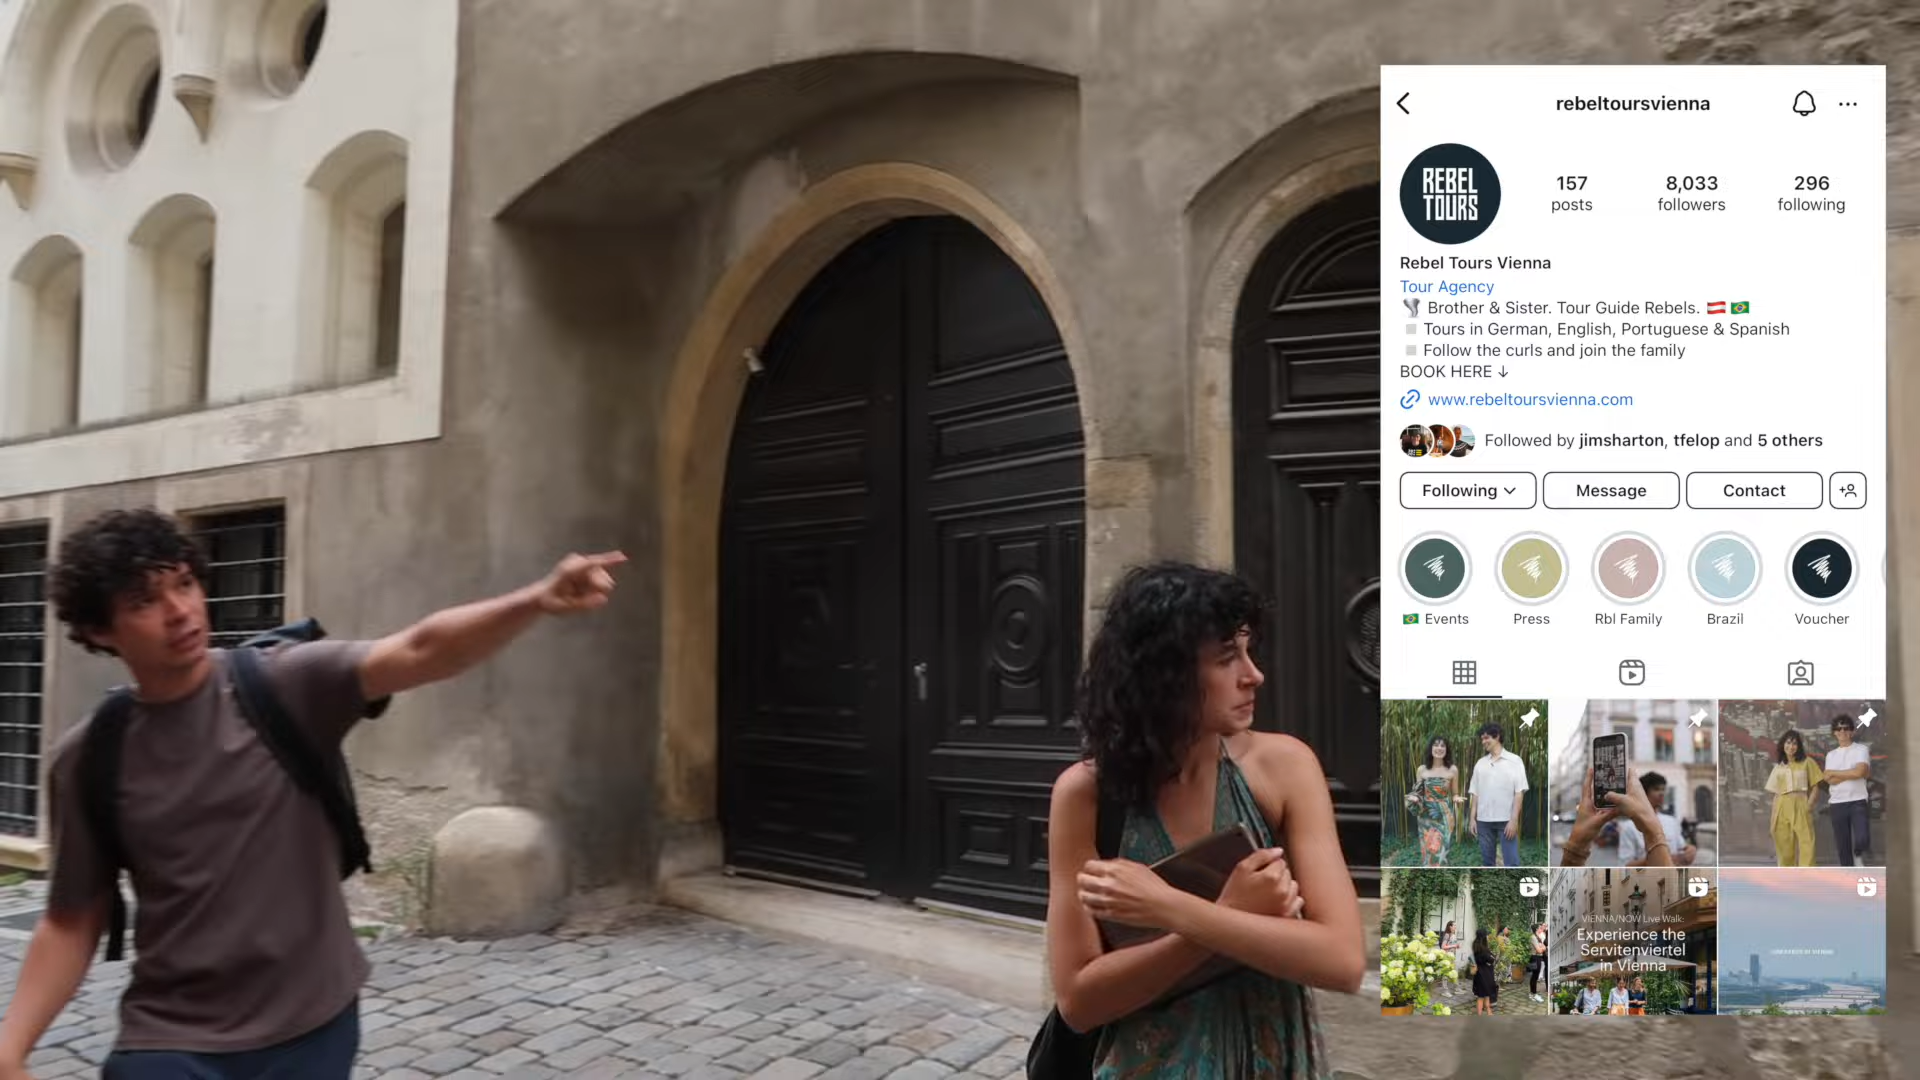 rebeltoursvienna
REBEL
TOURS
157
posts
8,033
followers
296
following
Rebel Tours Vienna
Tour Agency
Brother & Sister. Tour Guide Rebels. 🇦🇹 🇧🇷
Tours in German, English, Portuguese & Spanish
Follow the curls and join the family
BOOK HERE ↓
www.rebeltoursvienna.com
Followed by jimsharton, tfelop and 5 others
Following
Message
Contact
🇧🇷 Events
Press
Rbl Family
Brazil
Voucher
VIENNA/NOW Live Walk:
Experience the
Servitenviertel
in Vienna